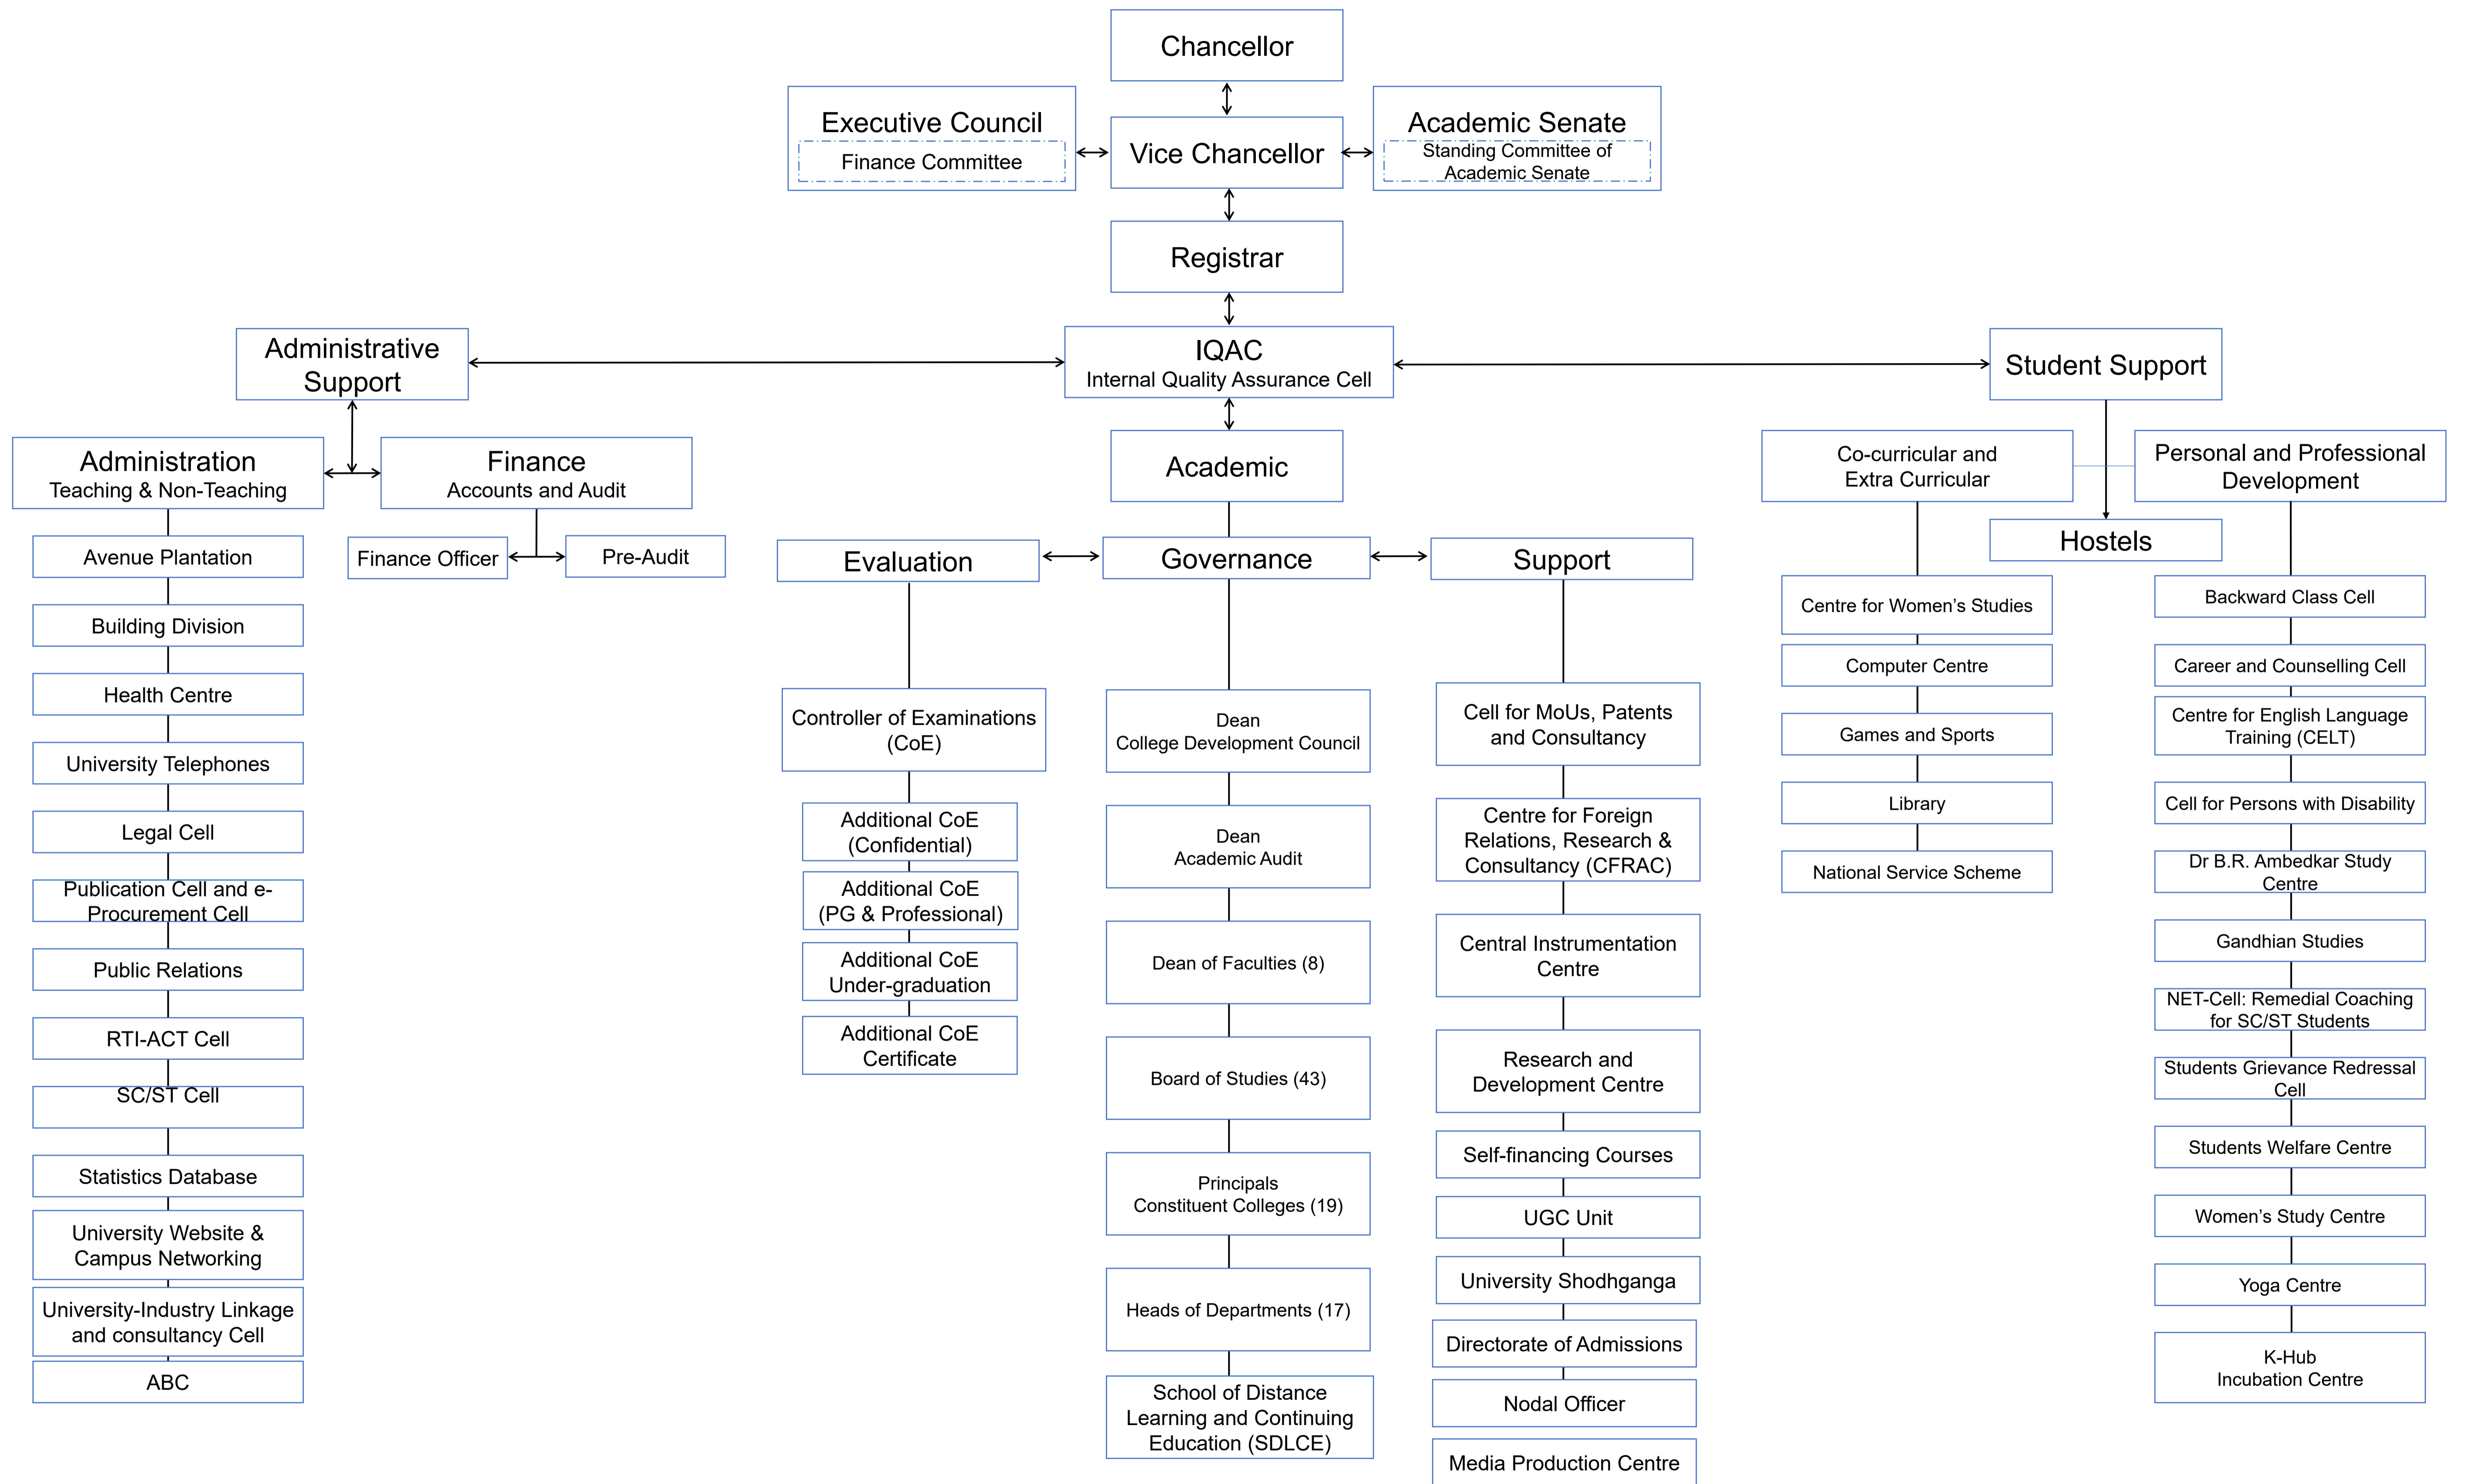 Chancellor
Executive Council
Finance Committee
Vice Chancellor
Academic Senate
Standing Committee of
Academic Senate
Registrar
Administrative
Support
IQAC
Internal Quality Assurance Cell
Student Support
Administration
Teaching & Non-Teaching
Finance
Accounts and Audit
Academic
Co-curricular and
Extra Curricular
Personal and Professional
Development
Hostels
Finance Officer
Pre-Audit
Evaluation
Governance
Support
Avenue Plantation
Building Division
Health Centre
University Telephones
Legal Cell
Publication Cell and e-
Procurement Cell
Public Relations
RTI-ACT Cell
SC/ST Cell
Statistics Database
University Website &
Campus Networking
University-Industry Linkage
and consultancy Cell
ABC
Controller of Examinations
(CoE)
Additional CoE
(Confidential)
Additional CoE
(PG & Professional)
Additional CoE
Under-graduation
Additional CoE
Certificate
Dean
College Development Council
Dean
Academic Audit
Dean of Faculties (8)
Board of Studies (43)
Principals
Constituent Colleges (19)
Heads of Departments (17)
School of Distance
Learning and Continuing
Education (SDLCE)
Cell for MoUs, Patents
and Consultancy
Centre for Foreign
Relations, Research &
Consultancy (CFRAC)
Central Instrumentation
Centre
Research and
Development Centre
Self-financing Courses
UGC Unit
University Shodhganga
Directorate of Admissions
Nodal Officer
Media Production Centre
Centre for Women’s Studies
Computer Centre
Games and Sports
Library
National Service Scheme
Backward Class Cell
Career and Counselling Cell
Centre for English Language
Training (CELT)
Cell for Persons with Disability
Dr B.R. Ambedkar Study
Centre
Gandhian Studies
NET-Cell: Remedial Coaching
for SC/ST Students
Students Grievance Redressal
Cell
Students Welfare Centre
Women’s Study Centre
Yoga Centre
K-Hub
Incubation Centre